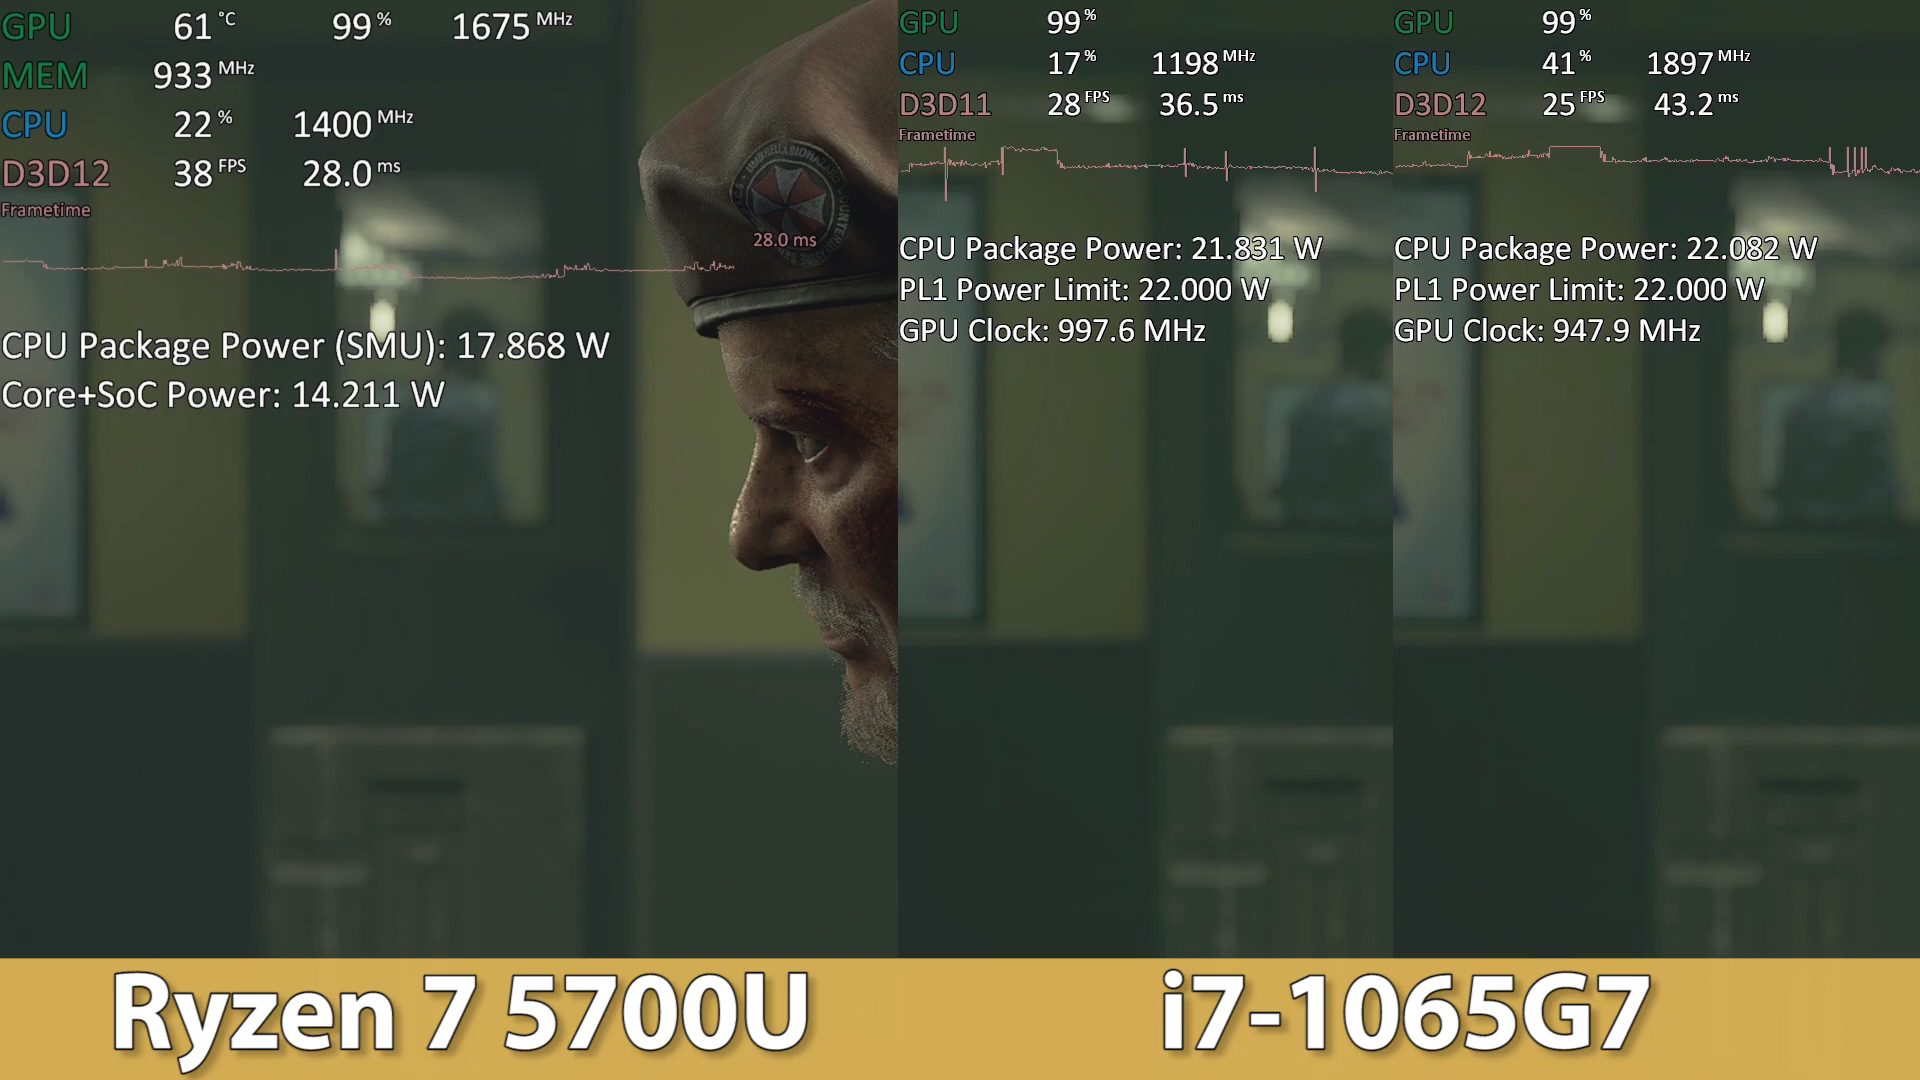 GPU 61 °C 99 % 1675 MHz
MEM 933 MHz
CPU 22 % 1400 MHz
D3D12 38 FPS 28.0 ms
Frametime
28.0 ms
CPU Package Power (SMU): 17.868 W
Core+SoC Power: 14.211 W
GPU 99 %
CPU 17 % 1198 MHz
D3D11 28 FPS 36.5 ms
Frametime
CPU Package Power: 21.831 W
PL1 Power Limit: 22.000 W
GPU Clock: 997.6 MHz
GPU 99 %
CPU 41 % 1897 MHz
D3D12 25 FPS 43.2 ms
Frametime
CPU Package Power: 22.082 W
PL1 Power Limit: 22.000 W
GPU Clock: 947.9 MHz
Ryzen 7 5700U
i7-1065G7